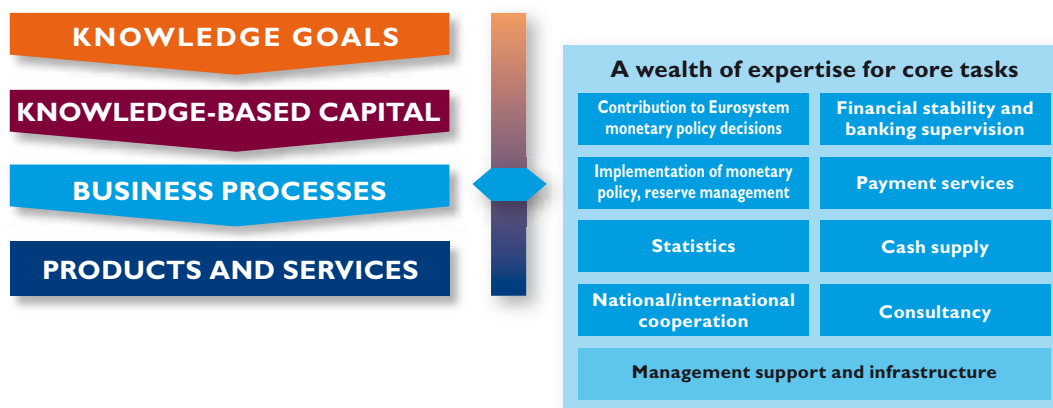 KNOWLEDGE GOALS
KNOWLEDGE-BASED CAPITAL
BUSINESS PROCESSES
PRODUCTS AND SERVICES
A wealth of expertise for core tasks
Contribution to Eurosystem
monetary policy decisions
Financial stability and
banking supervision
Implementation of monetary
policy, reserve management
Payment services
Statistics
Cash supply
National/international
cooperation
Consultancy
Management support and infrastructure